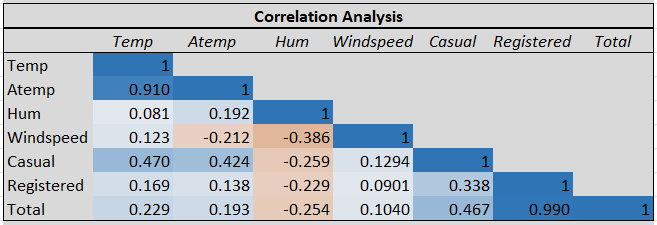 Correlation Analysis
Temp Atemp Hum Windspeed Casual Registered Total
Temp 1
Atemp 0.910 1
Hum 0.081 0.192 1
Windspeed 0.123 -0.212 -0.386 1
Casual 0.470 0.424 -0.259 0.1294 1
Registered 0.169 0.138 -0.229 0.0901 0.338 1
Total 0.229 0.193 -0.254 0.1040 0.467 0.990 1